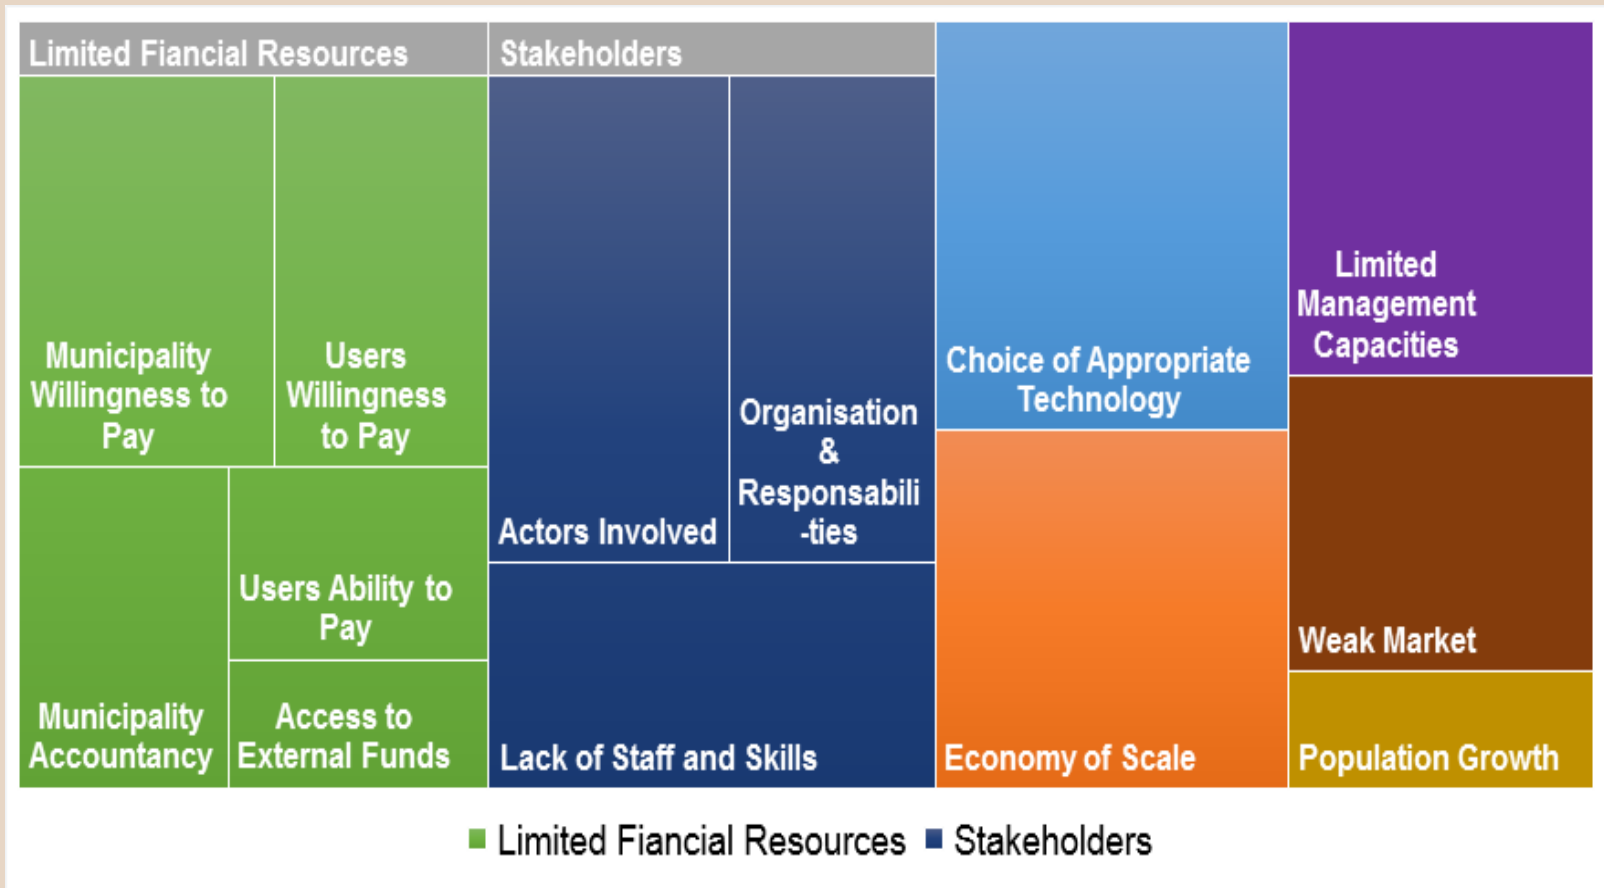 Limited Fiancial Resources
Stakeholders
Municipality
Willingness to
Pay
Users
Willingness
to Pay
Municipality
Accountancy
Users Ability to
Pay
Access to
External Funds
Actors Involved
Organisation
&
Responsabili
-ties
Lack of Staff and Skills
Choice of Appropriate
Technology
Economy of Scale
Limited
Management
Capacities
Weak Market
Population Growth
Limited Fiancial Resources
Stakeholders